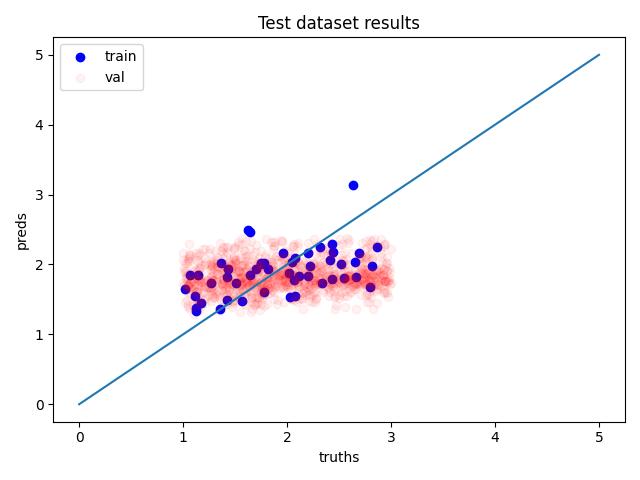 Test dataset results
train
val
preds
5
4
3
2
1
0
0 1 2 3 4 5
truths